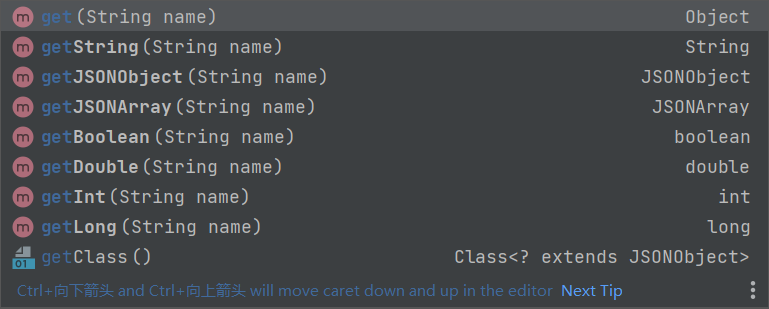 get(String name) Object
getString(String name) String
getJSONObject(String name) JSONObject
getJSONArray(String name) JSONArray
getBoolean(String name) boolean
getDouble(String name) double
getInt(String name) int
getLong(String name) long
getClass() Class<? extends JSONObject>
Ctrl+向下箭头 and Ctrl+向上箭头 will move caret down and up in the editor Next Tip